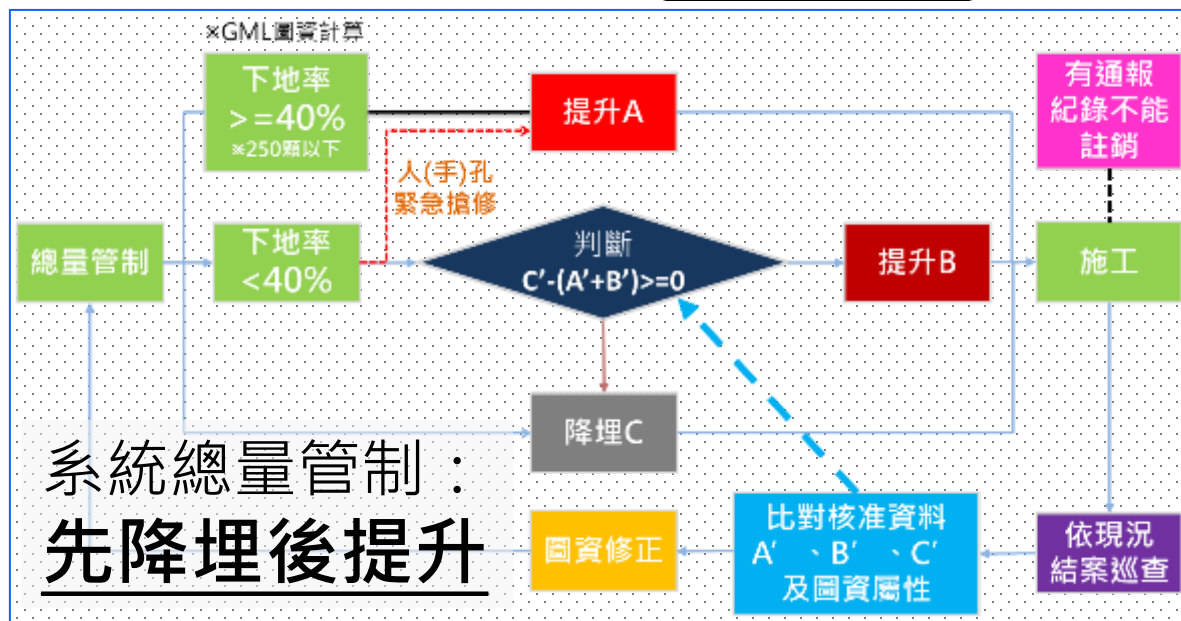 ※GML圖資計算
下地率
>=40%
※250顆以下
提升A
有通報
紀錄不能
註銷
人(手)孔
緊急搶修
總量管制
下地率
<40%
判斷
C′-(A′+B′)>=0
提升B
施工
降埋C
系統總量管制：
先降埋後提升
圖資修正
比對核准資料
A′ 、B′ 、C′
及圖資屬性
依現況
結案巡查